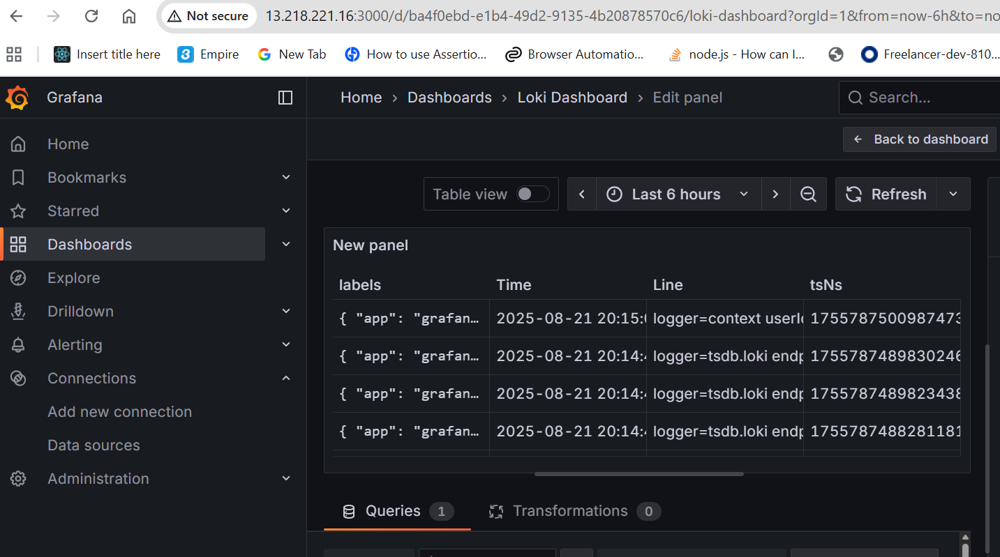 Not secure 13.218.221.16:3000/d/ba4f0ebd-e1b4-49d2-9135-4b20878570c6/loki-dashboard?orgId=1&from=now-6h&to=no
Insert title here Empire New Tab How to use Assertio... Browser Automatio... node.js - How can I... Freelancer-dev-810...
Grafana
Home › Dashboards › Loki Dashboard › Edit panel
Search...
Back to dashboard
Home
Bookmarks
Starred
Dashboards
Explore
Drilldown
Alerting
Connections
Add new connection
Data sources
Administration
Table view Last 6 hours Refresh
New panel
labels Time Line tsNs
{ "app": "grafan… 2025-08-21 20:15:0 logger=context userId 1755787500987473
{ "app": "grafan… 2025-08-21 20:14:4 logger=tsdb.loki endp 1755787489830246
{ "app": "grafan… 2025-08-21 20:14:4 logger=tsdb.loki endp 1755787489823438
{ "app": "grafan… 2025-08-21 20:14:4 logger=tsdb.loki endp 1755787488281181
Queries 1 Transformations 0